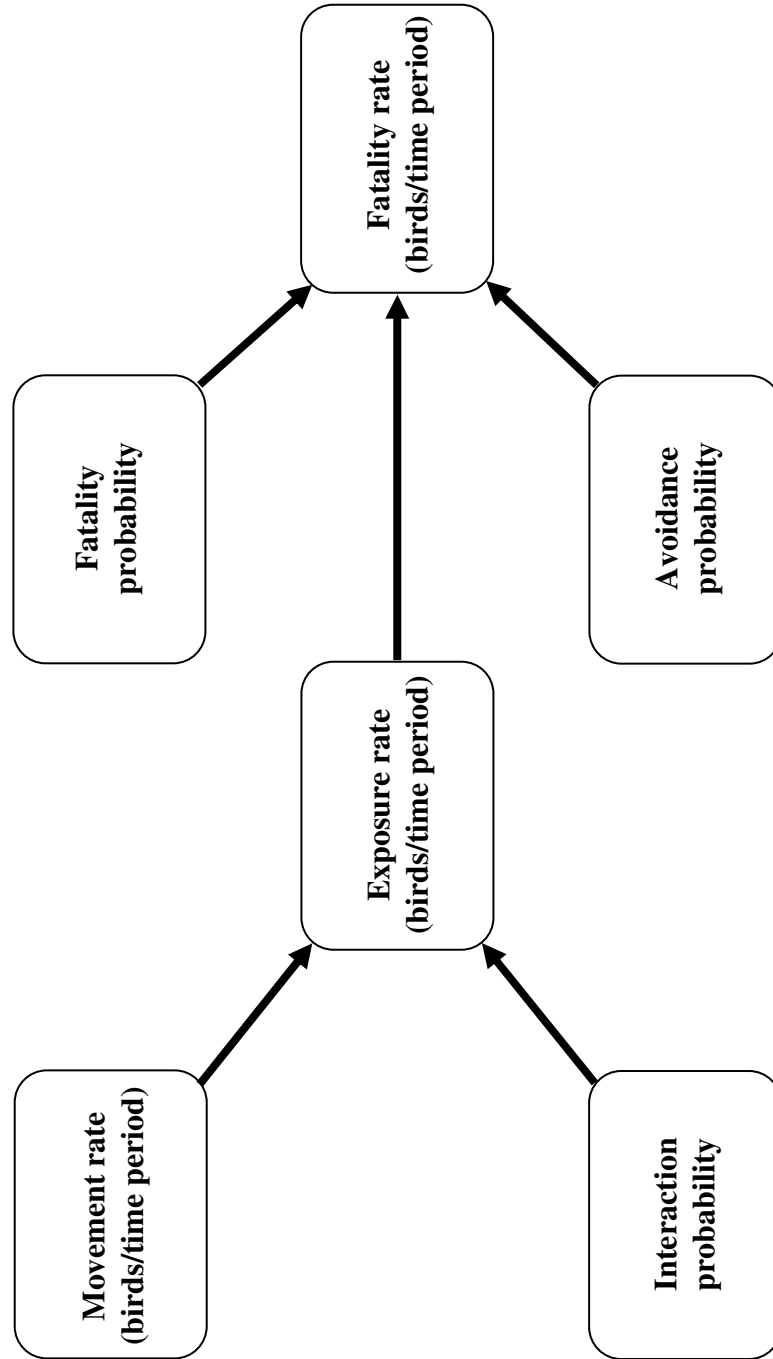 Movement rate
(birds/time period)
Interaction
probability
Exposure rate
(birds/time period)
Fatality
probability
Avoidance
probability
Fatality rate
(birds/time period)